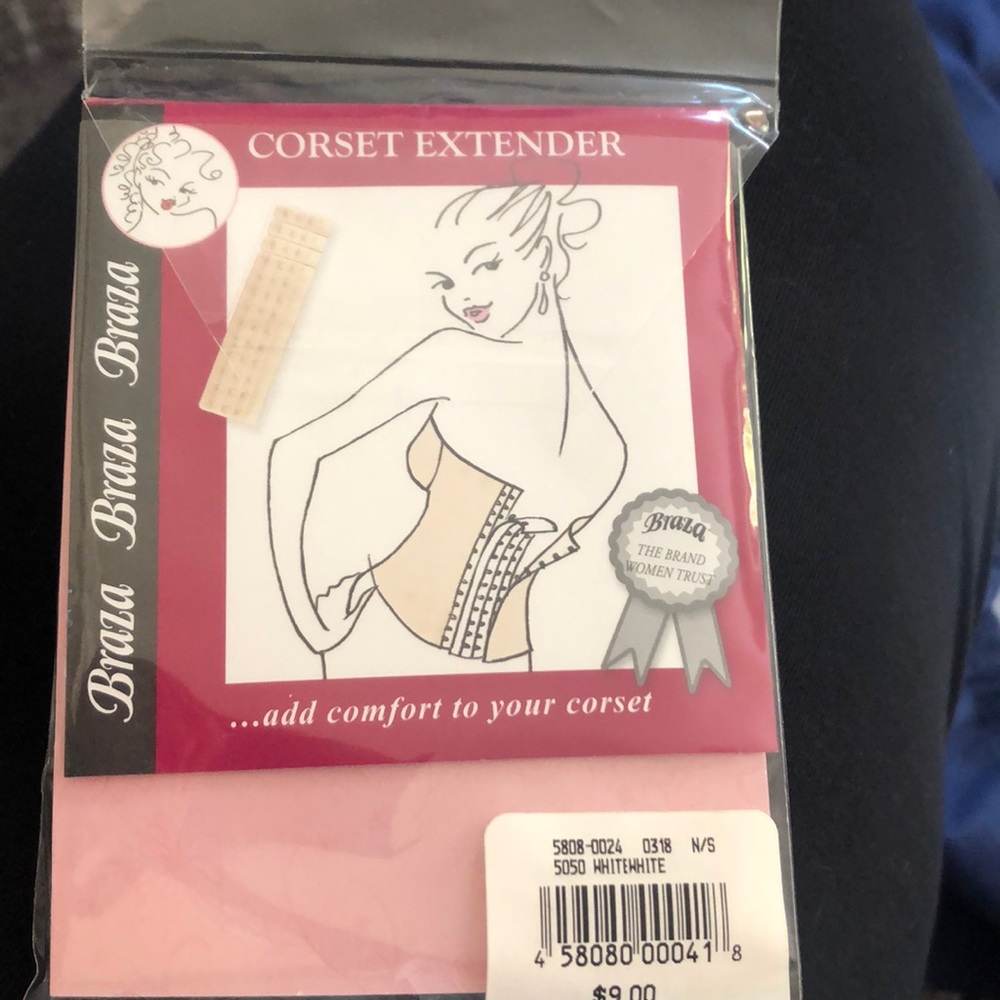 CORSET EXTENDER
Braza Braza Braza
Braza
THE BRAND
WOMEN TRUST
...add comfort to your corset
5808-0024 0318 N/S
5050 WHITEWHITE
4 58080 00041 8
$9.00